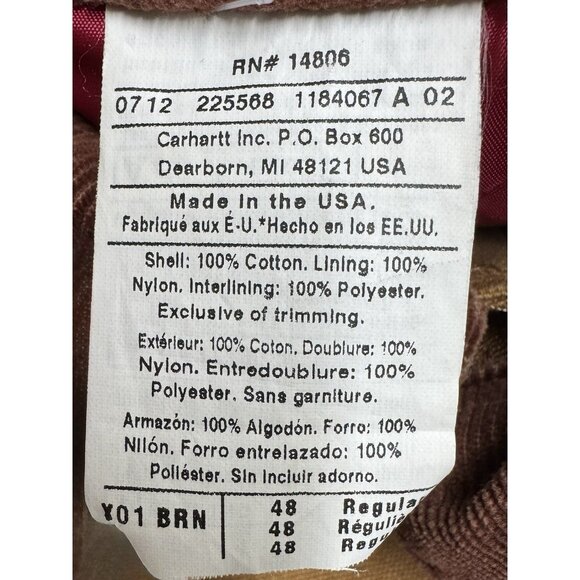 RN# 14806
0712 225568 1184067 A 02
Carhartt Inc. P.O. Box 600
Dearborn, MI 48121 USA
Made in the USA.
Fabriqué aux É-U.*Hecho en los EE.UU.
Shell: 100% Cotton. Lining: 100%
Nylon. Interlining: 100% Polyester.
Exclusive of trimming.
Extérieur: 100% Coton. Doublure: 100%
Nylon. Entredoublure: 100%
Polyester. Sans garniture.
Armazón: 100% Algodón. Forro: 100%
Nilón. Forro entrelazado: 100%
Poliéster. Sin incluir adorno.
Y01 BRN
48 Regula
48 Réguliè
48 Regula